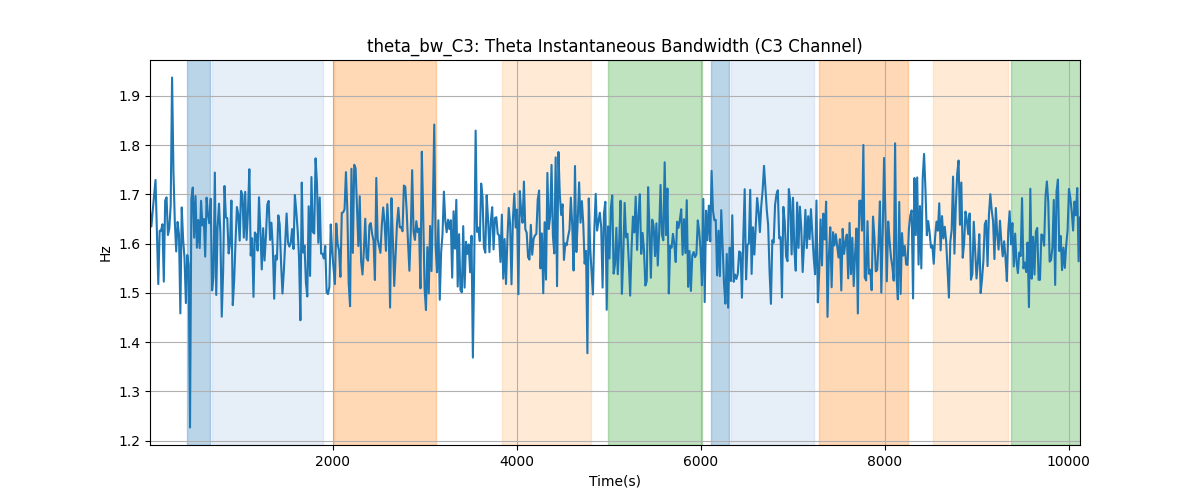 theta_bw_C3: Theta Instantaneous Bandwidth (C3 Channel)
1.9
1.8
1.7
1.6
1.5
1.4
1.3
1.2
Hz
2000 4000 6000 8000 10000
Time(s)